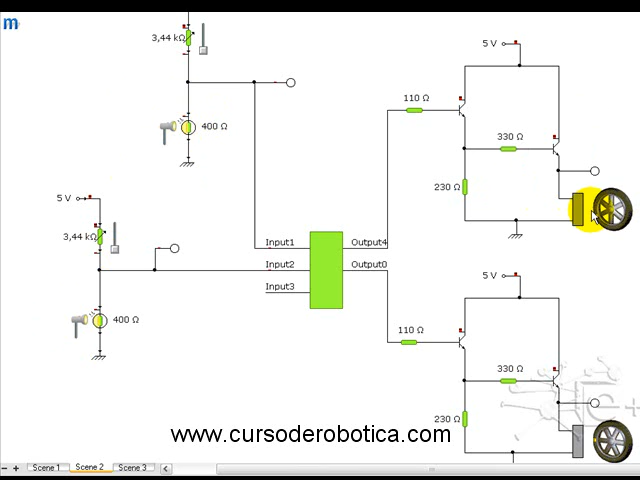 m
3,44 kΩ
400 Ω
5 V
3,44 kΩ
400 Ω
Input1
Input2
Input3
Output4
Output0
5 V
110 Ω
330 Ω
230 Ω
5 V
110 Ω
330 Ω
230 Ω
www.cursoderobotica.com
Scene 1 Scene 2 Scene 3